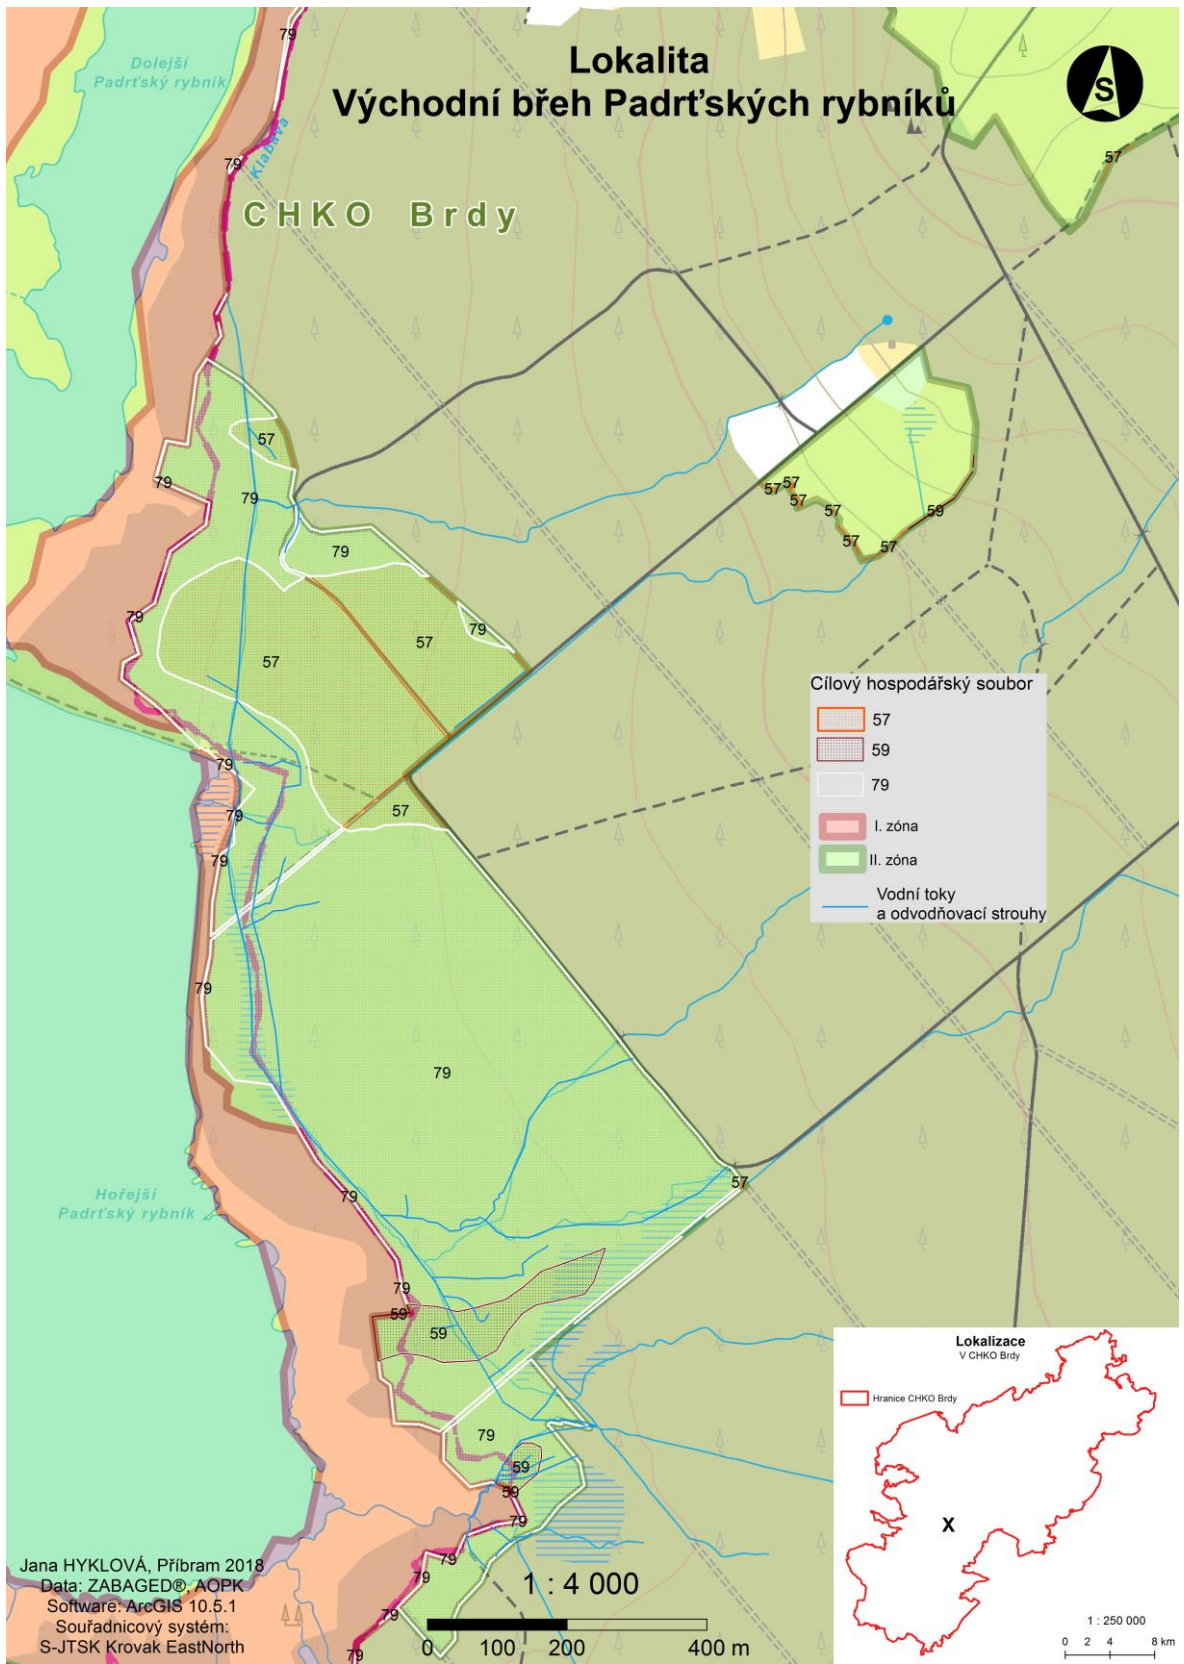 Lokalita
Východní břeh Padrťských rybníků
S
Dolejší
Padrťský rybník
Klabava
CHKO Brdy
79
79
57
57
79
79
79
57
57
57
57
57
57
59
79
57
57
79
79
57
79
79
79
79
79
57
79
79
59
59
79
59
59
79
79
79
79
79
Cílový hospodářský soubor
57
59
79
I. zóna
II. zóna
Vodní toky
a odvodňovací strouhy
Hořejší
Padrťský rybník
Jana HYKLOVÁ, Příbram 2018
Data: ZABAGED®, AOPK
Software: ArcGIS 10.5.1
Souřadnicový systém:
S-JTSK Krovak EastNorth
1 : 4 000
0 100 200 400 m
Lokalizace
V CHKO Brdy
Hranice CHKO Brdy
X
1 : 250 000
0 2 4 8 km